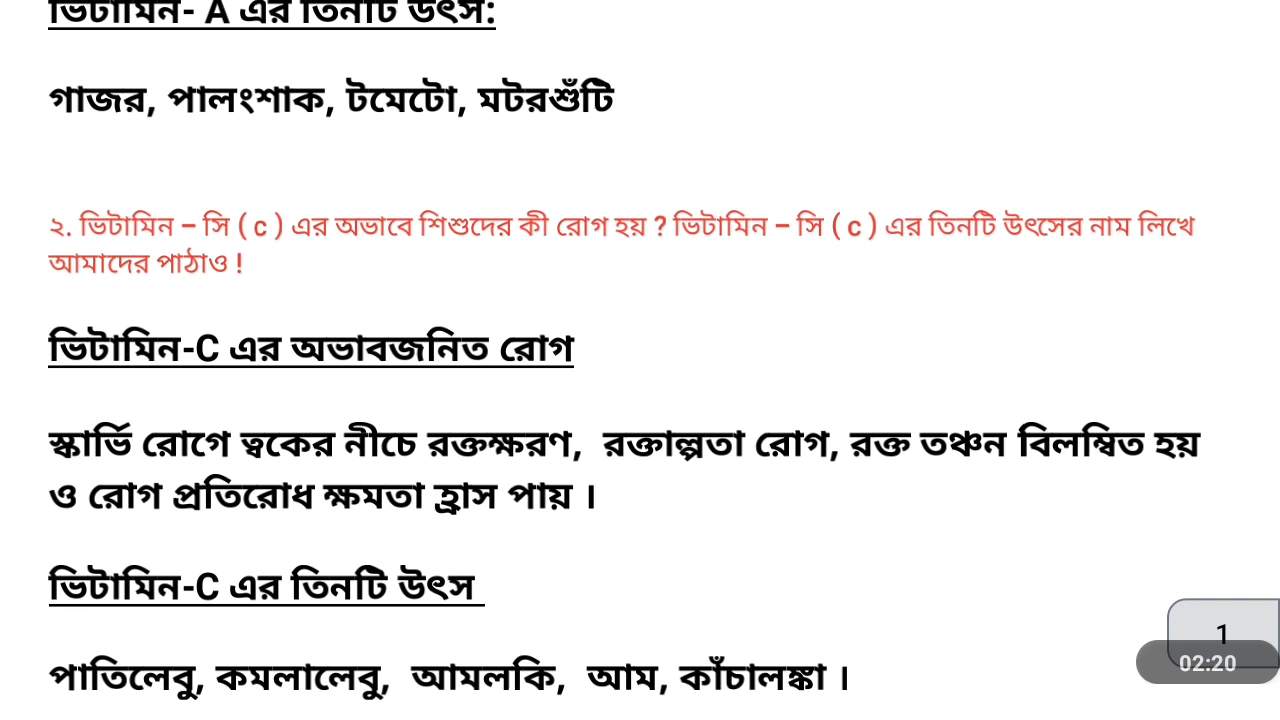 ভিটামিন- A এর তিনটি উৎস:
গাজর, পালংশাক, টমেটো, মটরশুঁটি
২. ভিটামিন – সি ( c ) এর অভাবে শিশুদের কী রোগ হয় ? ভিটামিন – সি ( c ) এর তিনটি উৎসের নাম লিখে
আমাদের পাঠাও !
ভিটামিন-C এর অভাবজনিত রোগ
স্কার্ভি রোগে ত্বকের নীচে রক্তক্ষরণ, রক্তাল্পতা রোগ, রক্ত তঞ্চন বিলম্বিত হয়
ও রোগ প্রতিরোধ ক্ষমতা হ্রাস পায় ।
ভিটামিন-C এর তিনটি উৎস
পাতিলেবু, কমলালেবু, আমলকি, আম, কাঁচালঙ্কা ।
1
02:20